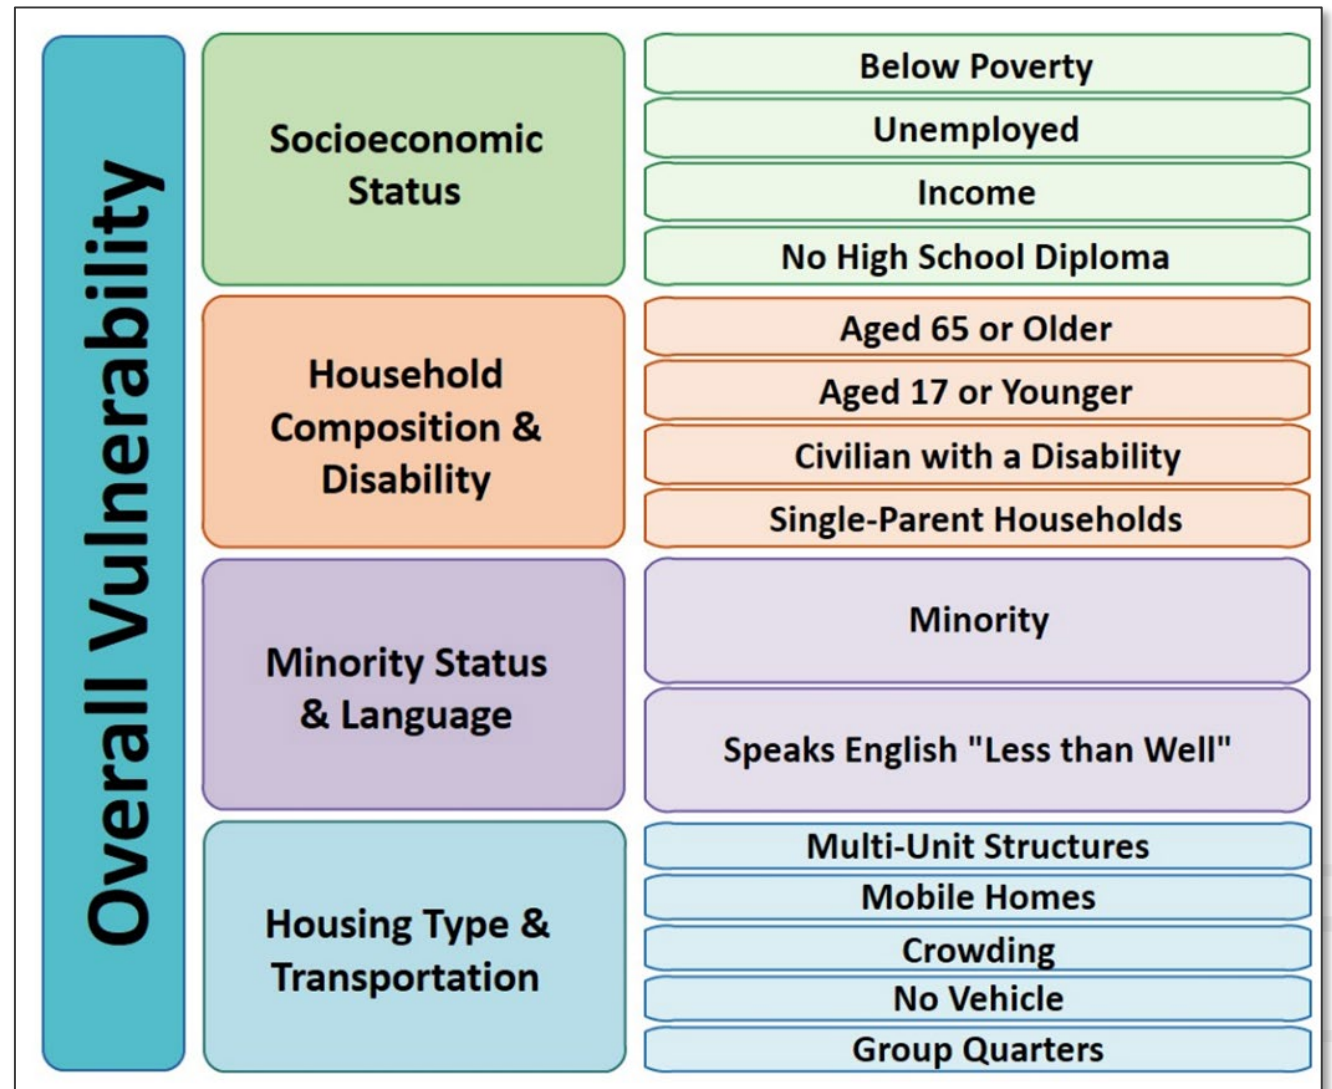 Overall Vulnerability
Socioeconomic
Status
Below Poverty
Unemployed
Income
No High School Diploma
Household
Composition &
Disability
Aged 65 or Older
Aged 17 or Younger
Civilian with a Disability
Single-Parent Households
Minority Status
& Language
Minority
Speaks English "Less than Well"
Housing Type &
Transportation
Multi-Unit Structures
Mobile Homes
Crowding
No Vehicle
Group Quarters